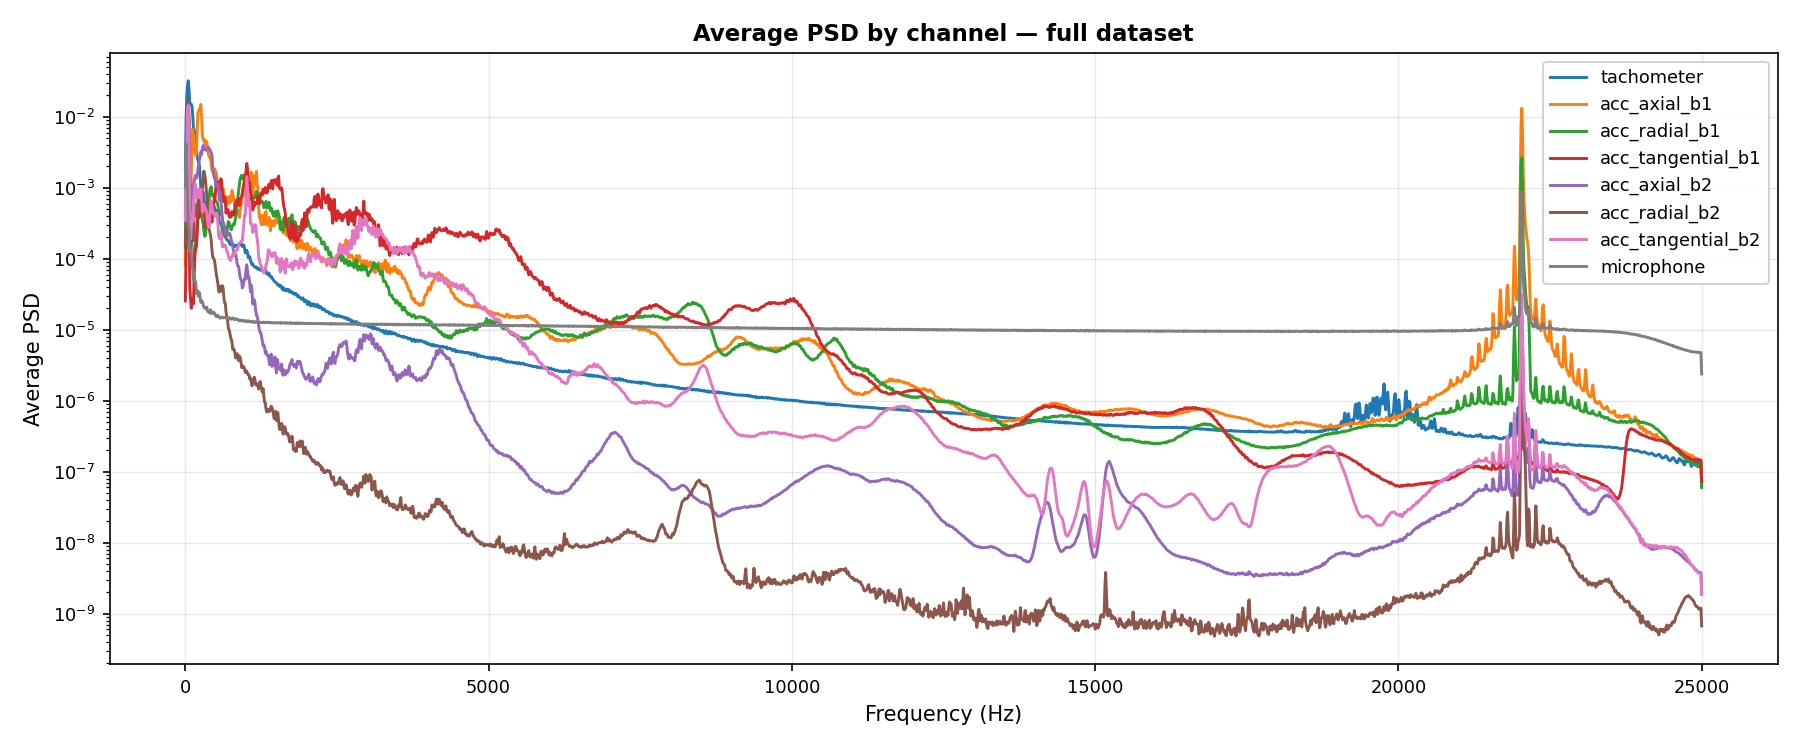 Average PSD by channel — full dataset
Average PSD
10⁻²
10⁻³
10⁻⁴
10⁻⁵
10⁻⁶
10⁻⁷
10⁻⁸
10⁻⁹
tachometer
acc_axial_b1
acc_radial_b1
acc_tangential_b1
acc_axial_b2
acc_radial_b2
acc_tangential_b2
microphone
0 5000 10000 15000 20000 25000
Frequency (Hz)